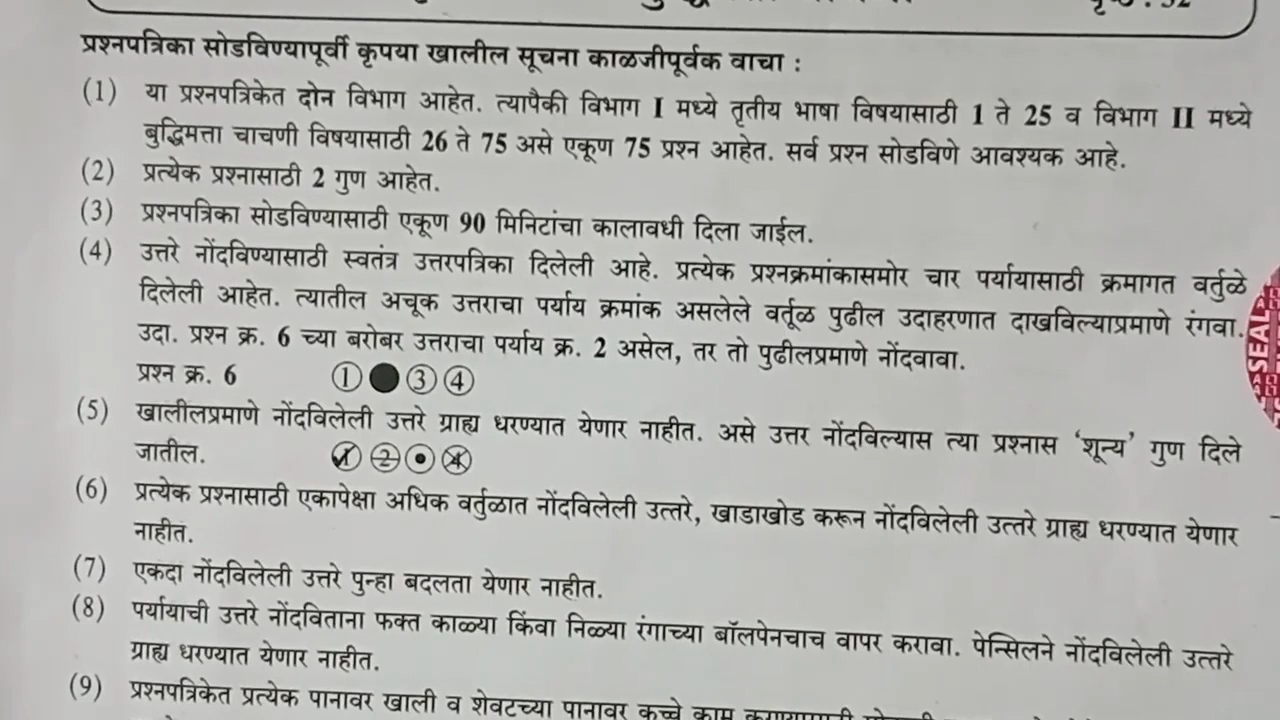 : 32
प्रश्नपत्रिका सोडविण्यापूर्वी कृपया खालील सूचना काळजीपूर्वक वाचा :
(1) या प्रश्नपत्रिकेत दोन विभाग आहेत. त्यापैकी विभाग I मध्ये तृतीय भाषा विषयासाठी 1 ते 25 व विभाग II मध्ये
बुद्धिमत्ता चाचणी विषयासाठी 26 ते 75 असे एकूण 75 प्रश्न आहेत. सर्व प्रश्न सोडविणे आवश्यक आहे.
(2) प्रत्येक प्रश्नासाठी 2 गुण आहेत.
(3) प्रश्नपत्रिका सोडविण्यासाठी एकूण 90 मिनिटांचा कालावधी दिला जाईल.
(4) उत्तरे नोंदविण्यासाठी स्वतंत्र उत्तरपत्रिका दिलेली आहे. प्रत्येक प्रश्नक्रमांकासमोर चार पर्यायासाठी क्रमागत वर्तुळे
दिलेली आहेत. त्यातील अचूक उत्तराचा पर्याय क्रमांक असलेले वर्तूळ पुढील उदाहरणात दाखविल्याप्रमाणे रंगवा.
उदा. प्रश्न क्र. 6 च्या बरोबर उत्तराचा पर्याय क्र. 2 असेल, तर तो पुढीलप्रमाणे नोंदवावा.
प्रश्न क्र. 6 ① ● ③ ④
(5) खालीलप्रमाणे नोंदविलेली उत्तरे ग्राह्य धरण्यात येणार नाहीत. असे उत्तर नोंदविल्यास त्या प्रश्नास ‘शून्य’ गुण दिले
जातील. ① ② ⊙ ④
(6) प्रत्येक प्रश्नासाठी एकापेक्षा अधिक वर्तुळात नोंदविलेली उत्तरे, खाडाखोड करून नोंदविलेली उत्तरे ग्राह्य धरण्यात येणार
नाहीत.
(7) एकदा नोंदविलेली उत्तरे पुन्हा बदलता येणार नाहीत.
(8) पर्यायाची उत्तरे नोंदविताना फक्त काळ्या किंवा निळ्या रंगाच्या बॉलपेनचाच वापर करावा. पेन्सिलने नोंदविलेली उत्तरे
ग्राह्य धरण्यात येणार नाहीत.
(9) प्रश्नपत्रिकेत प्रत्येक पानावर खाली व शेवटच्या पानावर कच्चे काम
SEAL